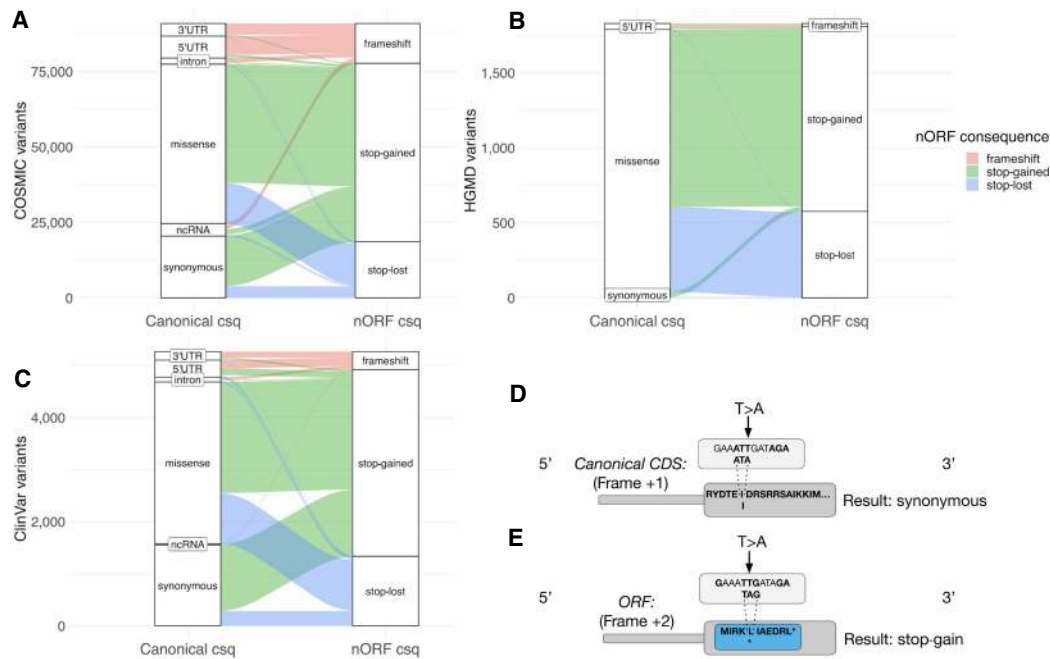 A
COSMIC variants
75,000
50,000
25,000
0
3'UTR
5'UTR
intron
missense
ncRNA
synonymous
frameshift
stop-gained
stop-lost
Canonical csq
nORF csq
B
HGMD variants
1,500
1,000
500
0
5'UTR
missense
synonymous
frameshift
stop-gained
stop-lost
Canonical csq
nORF csq
nORF consequence
frameshift
stop-gained
stop-lost
C
ClinVar variants
4,000
2,000
0
3'UTR
5'UTR
intron
missense
ncRNA
synonymous
frameshift
stop-gained
stop-lost
Canonical csq
nORF csq
D
T>A
GAAATTGATAGA
ATA
5' Canonical CDS: 3'
(Frame +1)
RYDTE I DRSRRSAIKKIM...
I
Result: synonymous
E
T>A
GAAATTGATAGA
TAG
5' ORF: 3'
(Frame +2)
MIRK L IAEDRL*
*
Result: stop-gain